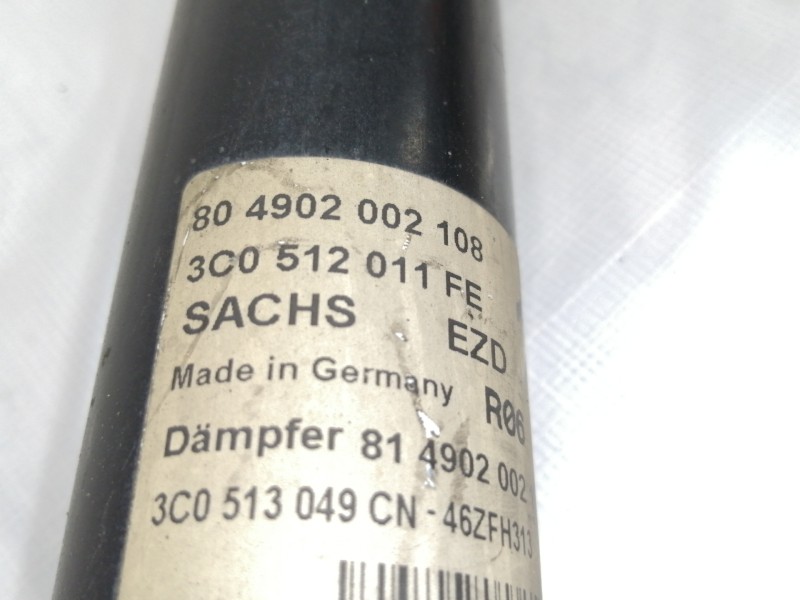 80 4902 002 108
3C0 512 011 FE
SACHS EZD
Made in Germany R06
Dämpfer 81 4902 002
3C0 513 049 CN - 46ZFH313